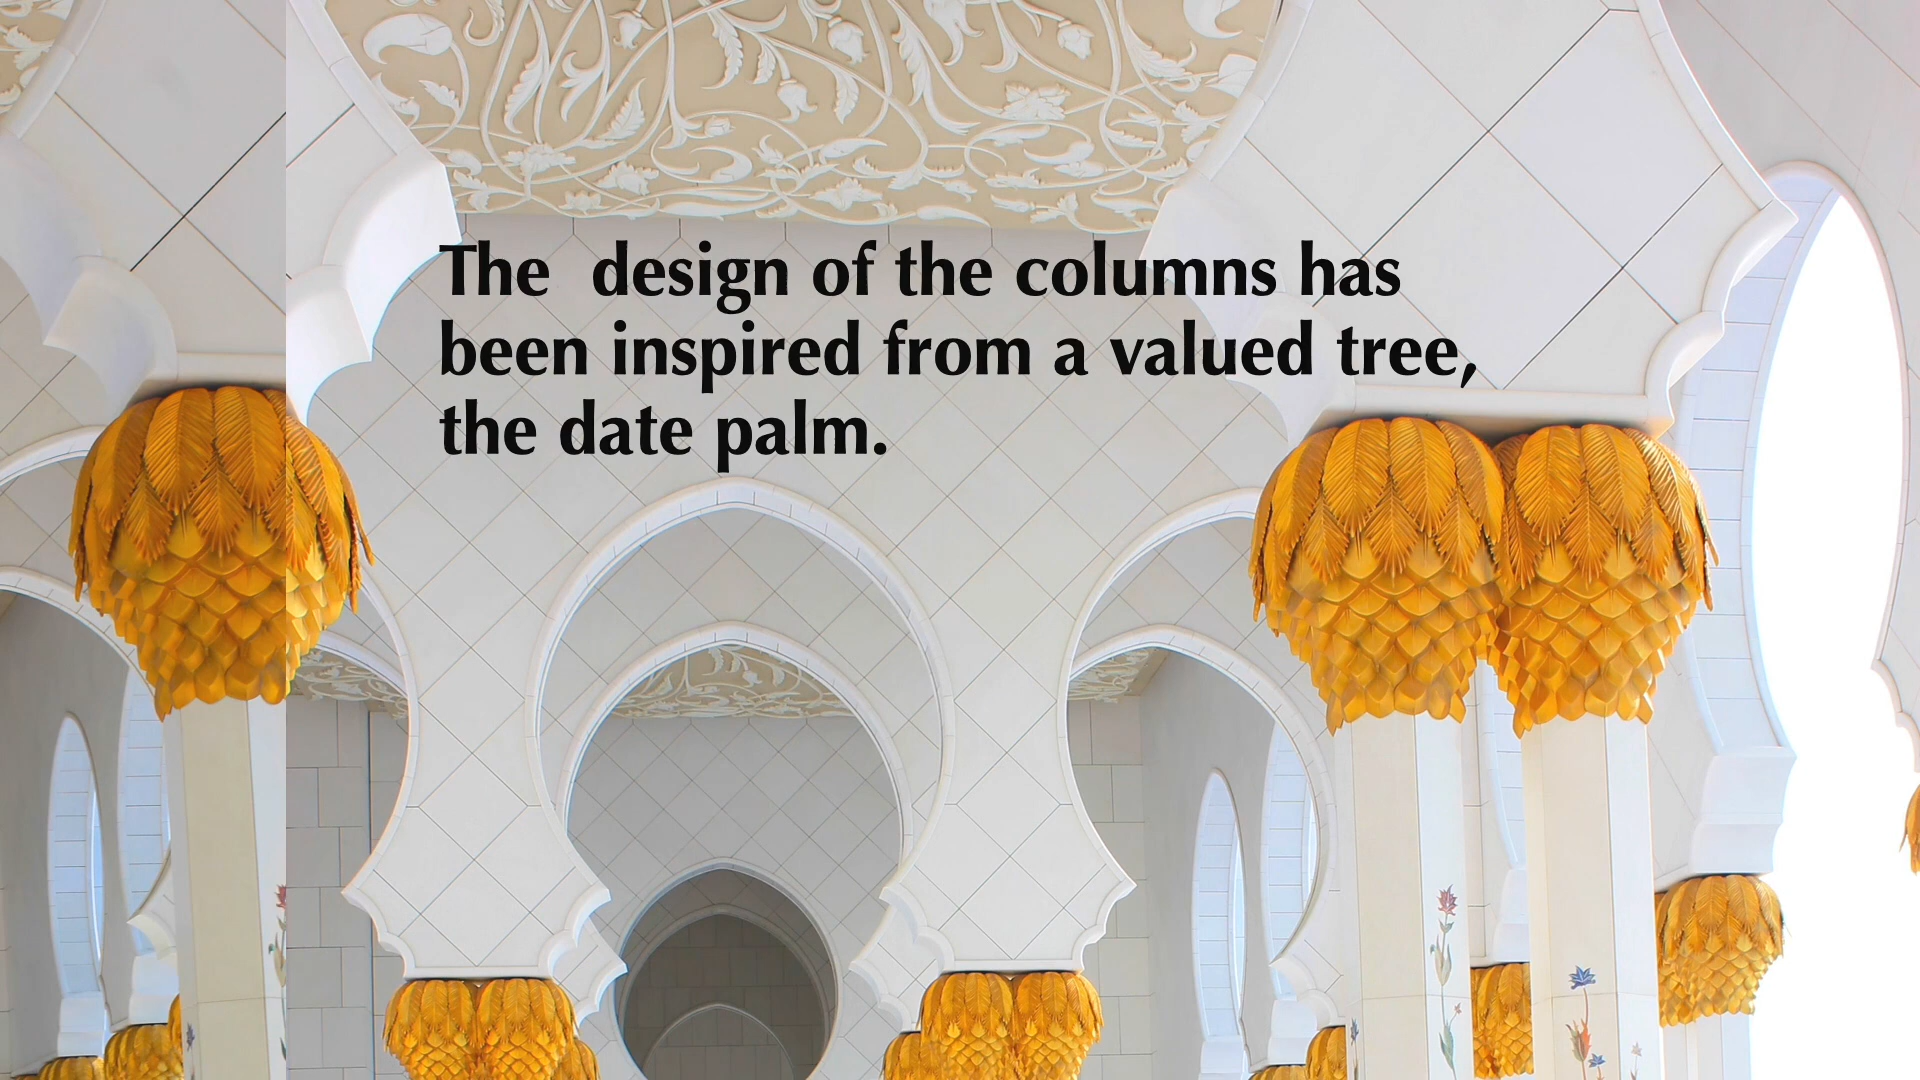 The  design of the columns has
been inspired from a valued tree,
the date palm.